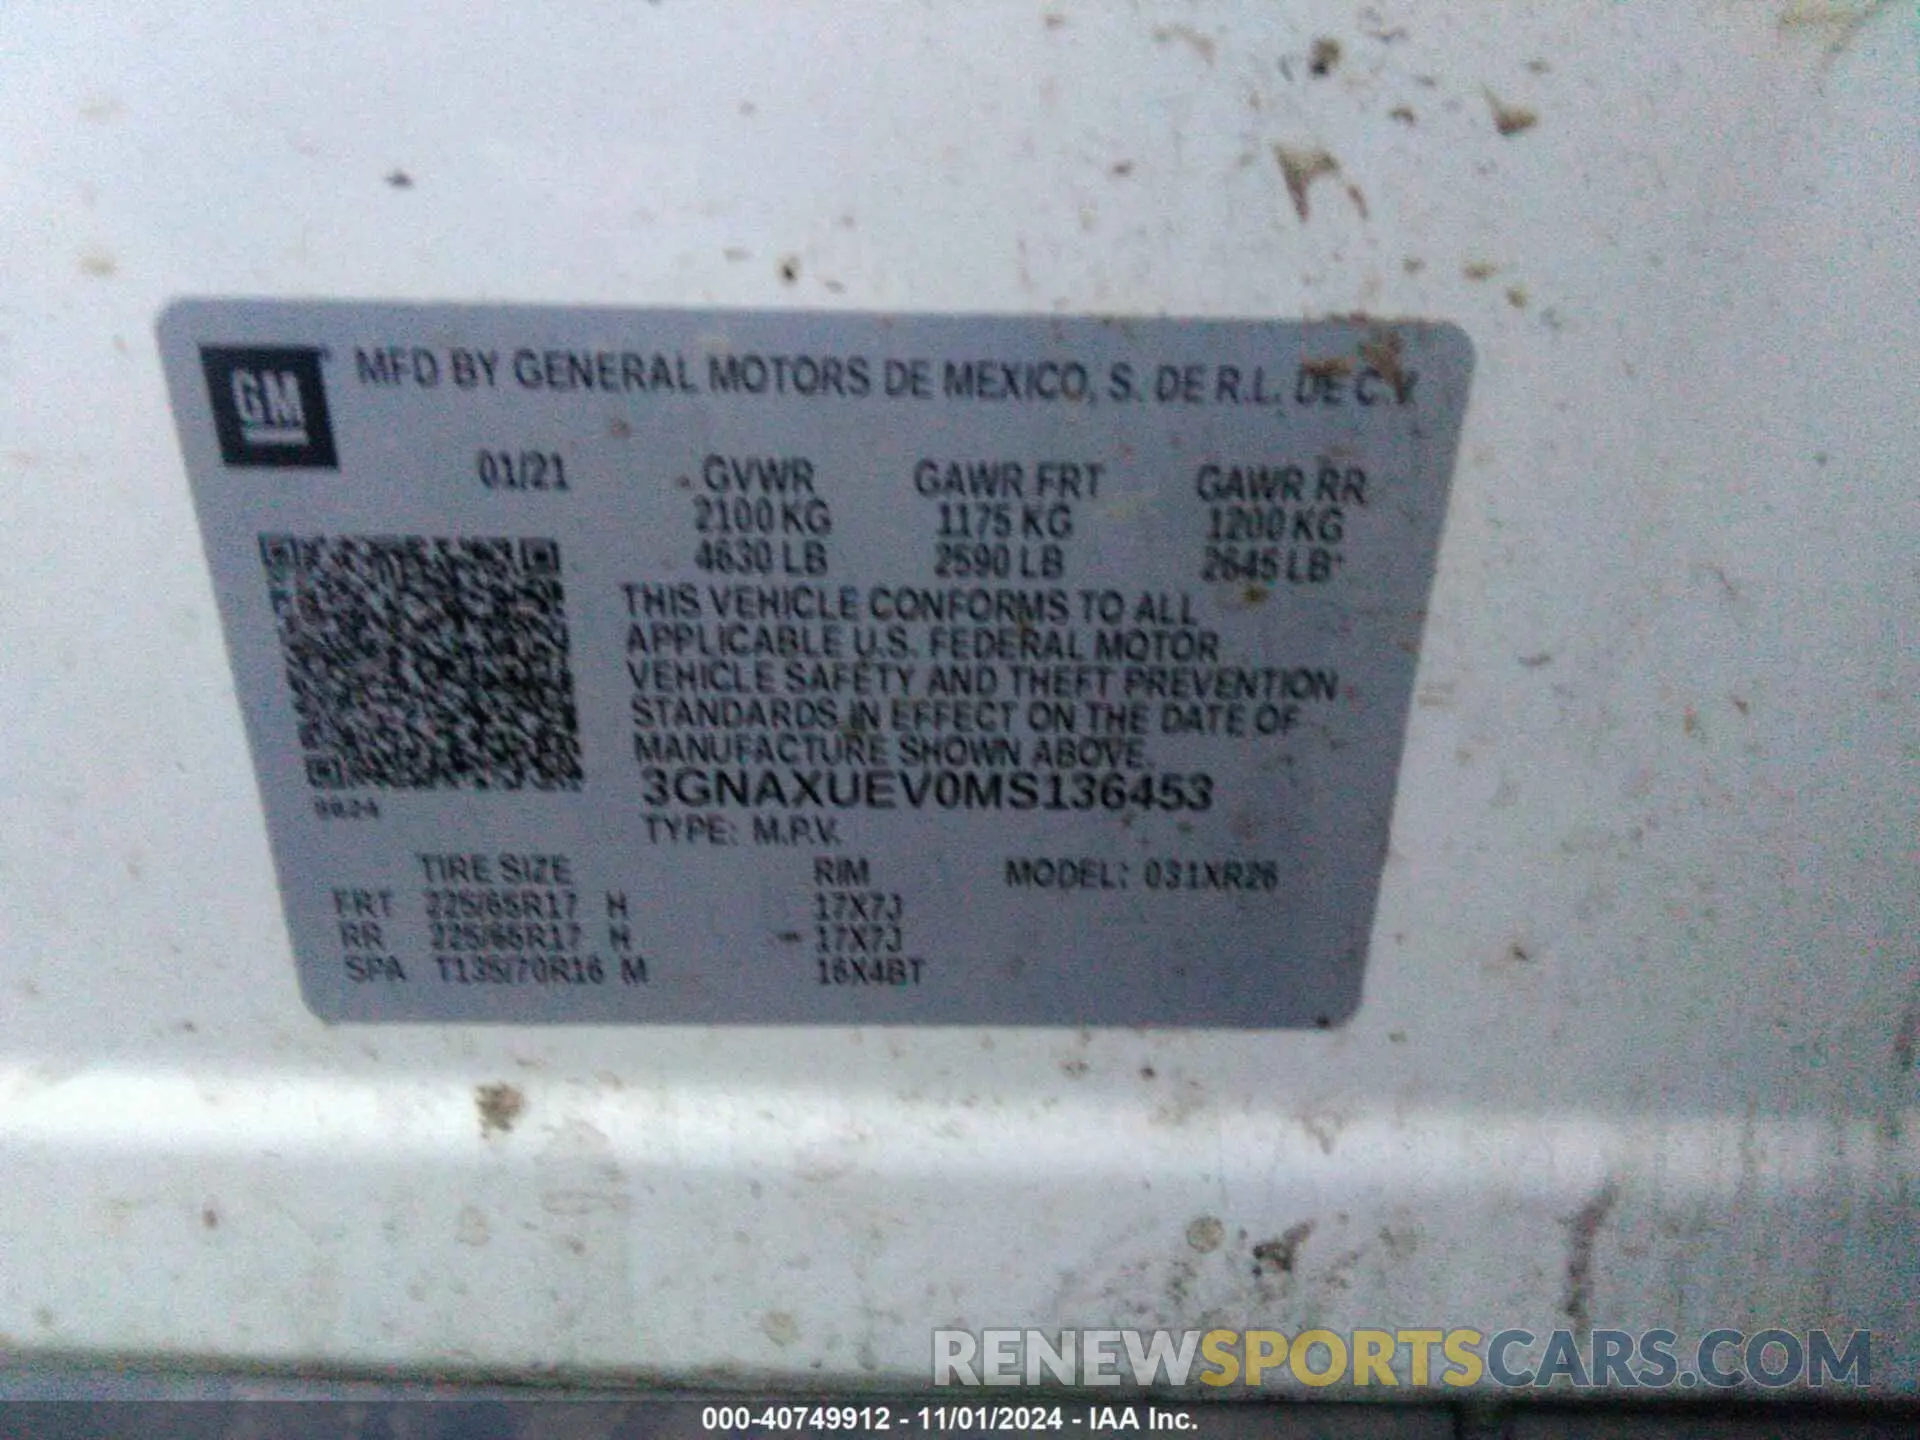 GM MFD BY GENERAL MOTORS DE MEXICO, S. DE R.L. DE C.V.
01/21 GVWR GAWR FRT GAWR RR
2100 KG 1175 KG 1200 KG
4630 LB 2590 LB 2645 LB
THIS VEHICLE CONFORMS TO ALL
APPLICABLE U.S. FEDERAL MOTOR
VEHICLE SAFETY AND THEFT PREVENTION
STANDARDS IN EFFECT ON THE DATE OF
MANUFACTURE SHOWN ABOVE.
3GNAXUEV0MS136453
TYPE: M.P.V.
TIRE SIZE RIM MODEL: 031XR26
FRT 225/65R17 H 17X7J
RR 225/65R17 H 17X7J
SPA T135/70R16 M 16X4BT
RENEWSPORTSCARS.COM
000-40749912 - 11/01/2024 - IAA Inc.